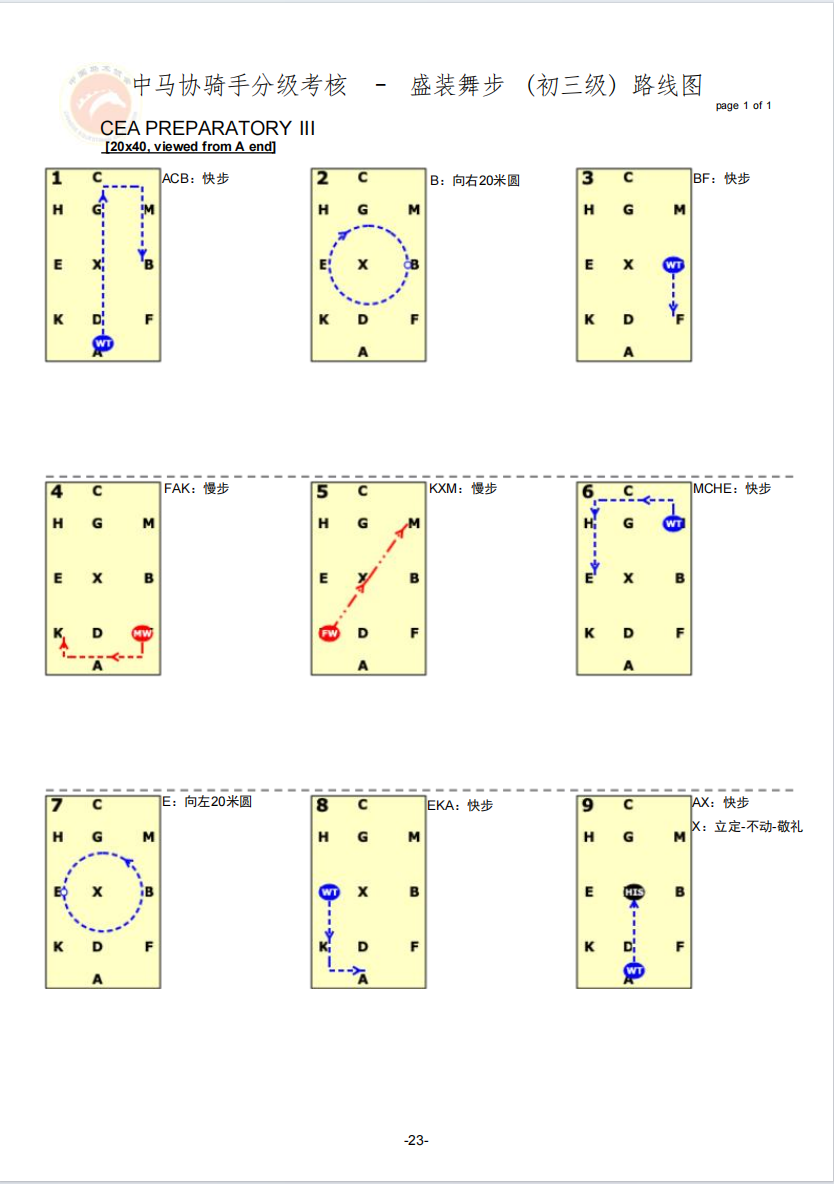 中马协骑手分级考核 - 盛装舞步 (初三级) 路线图
page 1 of 1
CEA PREPARATORY III
[20x40, viewed from A end]
1 C
ACB：快步
H G M
E X B
K D F
WT
A
2 C
B：向右20米圆
H G M
E X B
K D F
A
3 C
BF：快步
H G M
E X WT
K D F
A
4 C
FAK：慢步
H G M
E X B
K D MW
A
5 C
KXM：慢步
H G M
E X B
FW D F
A
6 C
MCHE：快步
H G WT
E X B
K D F
A
7 C
E：向左20米圆
H G M
E X B
K D F
A
8 C
EKA：快步
H G M
WT X B
K D F
A
9 C
AX：快步
X：立定-不动-敬礼
H G M
E HIS B
K D F
WT
A
-23-